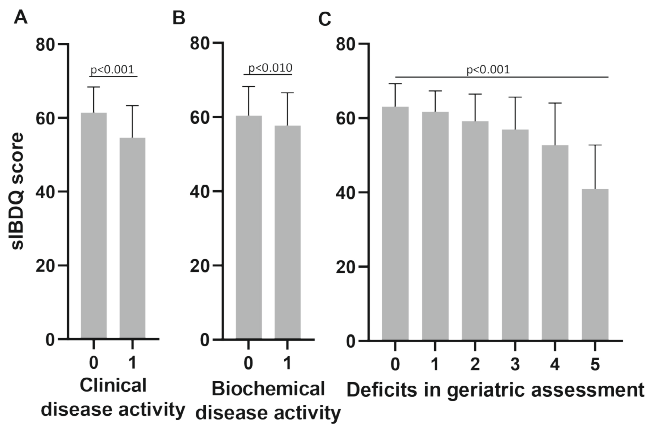 A
sIBDQ score
80
60
40
20
0
p<0.001
0 1
Clinical
disease activity
B
80
60
40
20
0
p<0.010
0 1
Biochemical
disease activity
C
80
60
40
20
0
p<0.001
0 1 2 3 4 5
Deficits in geriatric assessment